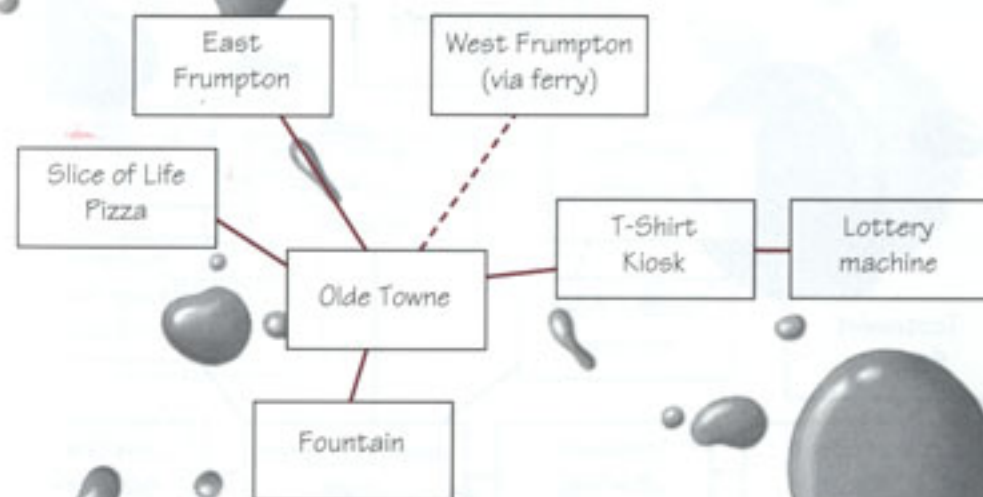 East
Frumpton
West Frumpton
(via ferry)
Slice of Life
Pizza
T-Shirt
Kiosk
Lottery
machine
Olde Towne
Fountain